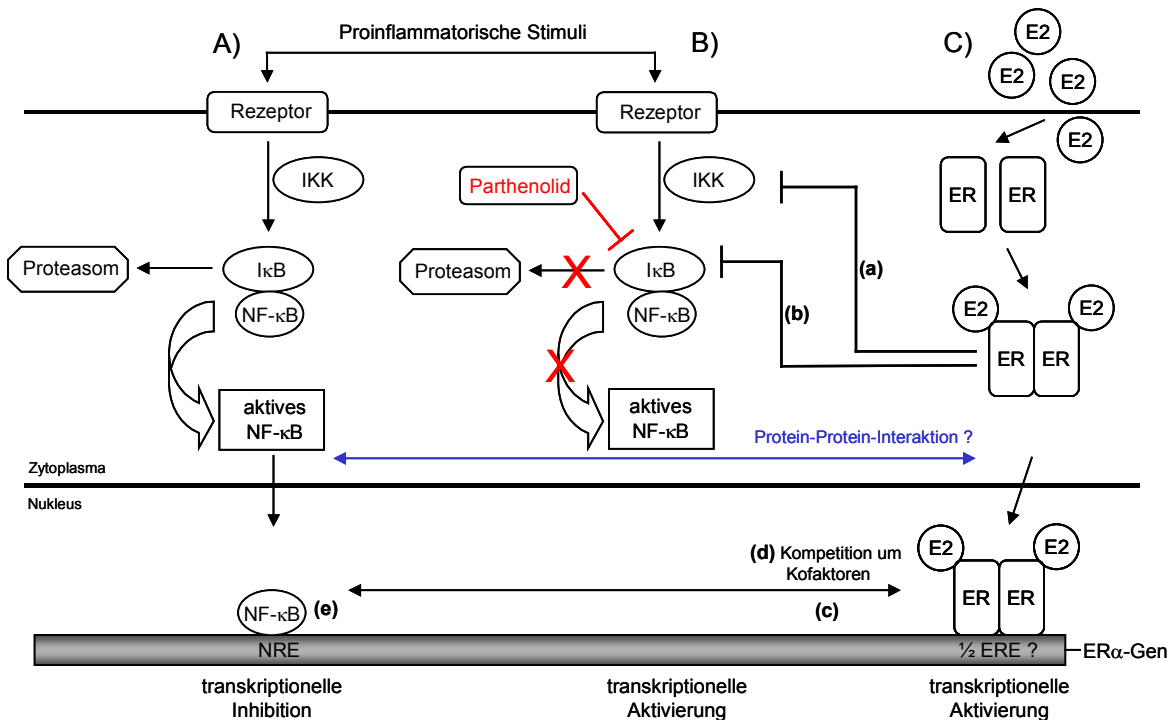 A)
Proinflammatorische Stimuli
B)
C)
E2
E2
E2
E2
Rezeptor
Rezeptor
IKK
Parthenolid
IKK
ER
ER
Proteasom
IκB
NF-κB
Proteasom
X
IκB
NF-κB
(a)
(b)
E2
E2
ER
ER
X
aktives
NF-κB
aktives
NF-κB
Protein-Protein-Interaktion ?
Zytoplasma
Nukleus
(d) Kompetition um
Kofaktoren
(c)
E2
E2
ER
ER
NF-κB
(e)
NRE
½ ERE ?
ERα-Gen
transkriptionelle
Inhibition
transkriptionelle
Aktivierung
transkriptionelle
Aktivierung